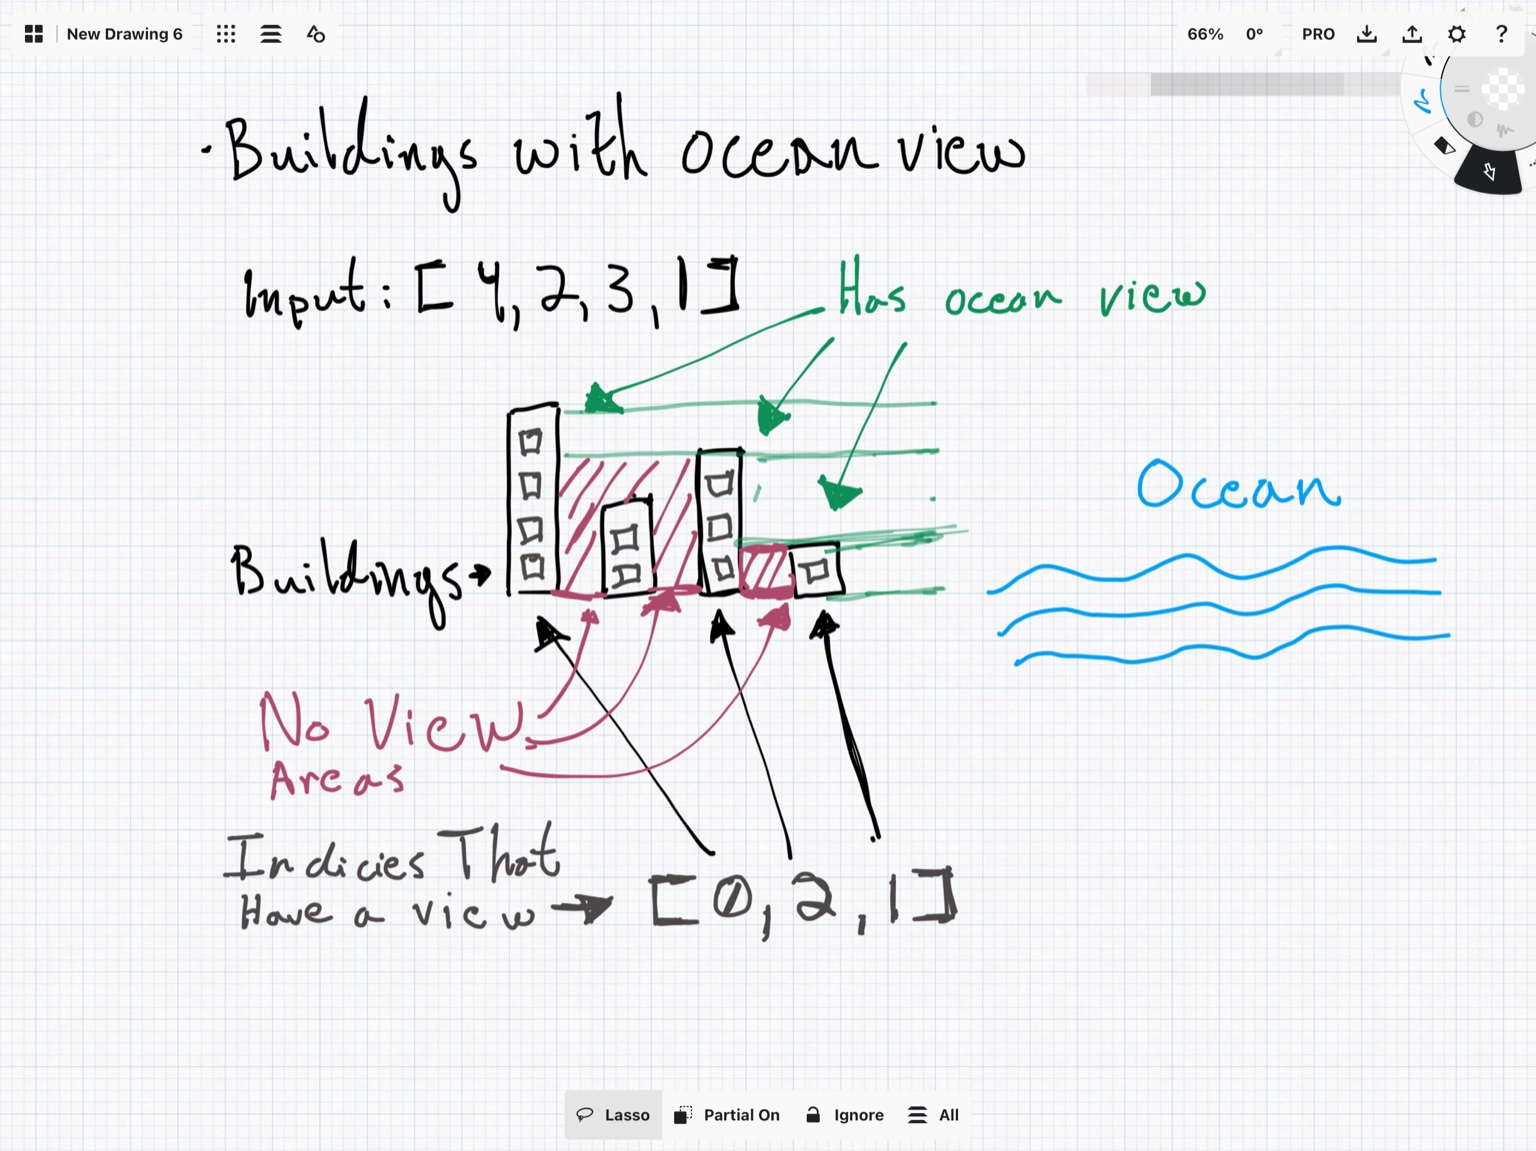 New Drawing 6
66% 0° PRO ?
· Buildings with ocean view
Input: [4, 2, 3, 1]
Has ocean view
Ocean
Buildings
No View
Areas
Indicies That
Have a view → [0, 2, 1]
Lasso Partial On Ignore All